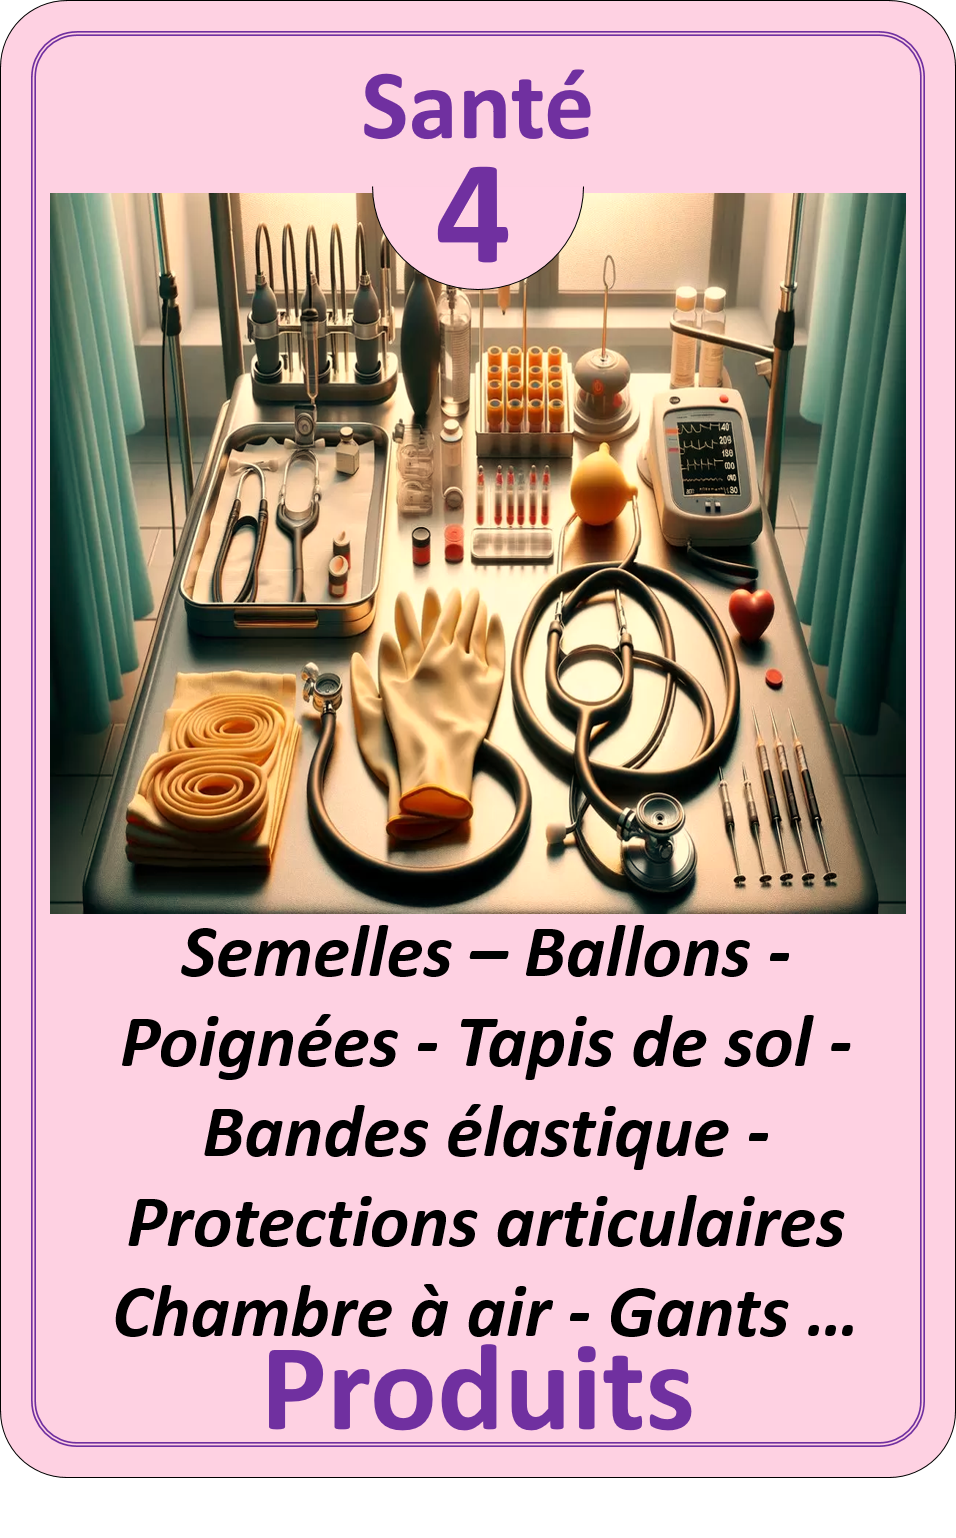 Santé
4
Semelles – Ballons -
Poignées - Tapis de sol -
Bandes élastique -
Protections articulaires
Chambre à air - Gants ...
Produits